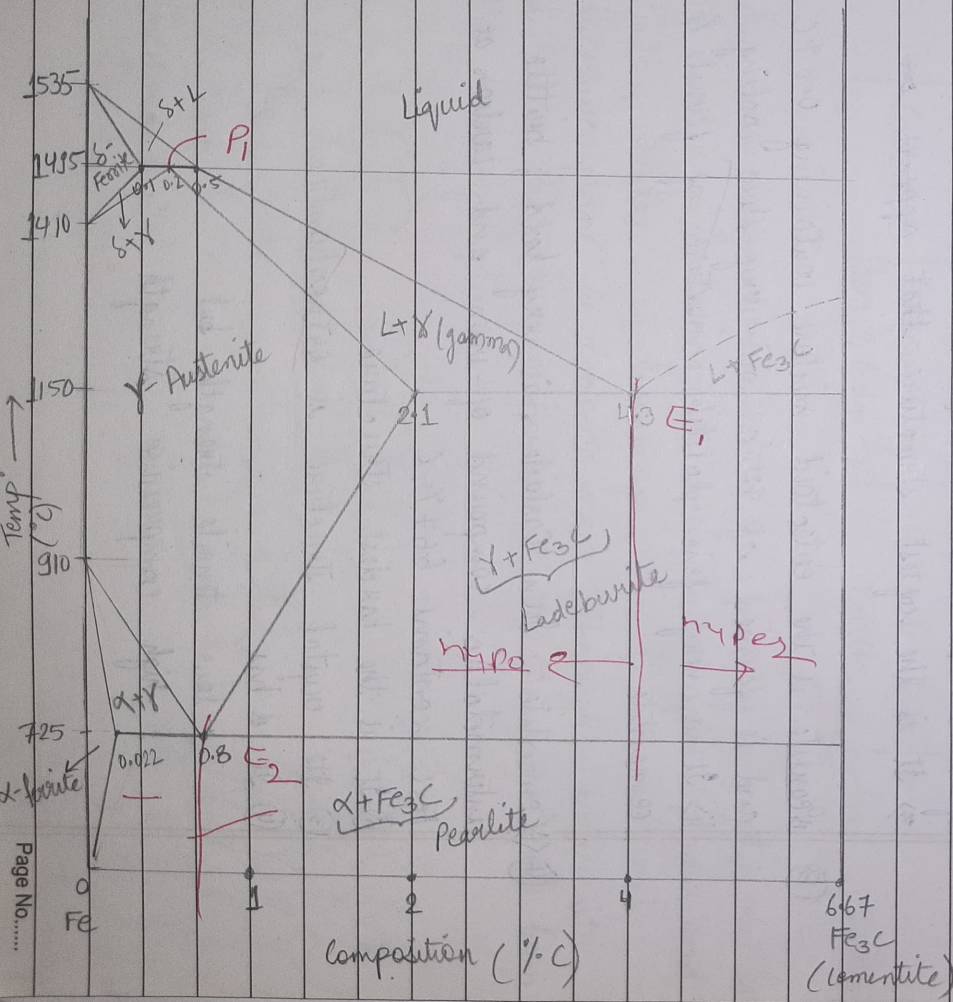 1535
δ+L
Liquid
P₁
1495
δ-
Ferrite
0.1
0.2
0.5
1410
δ+γ
L+γ (gamma)
γ-Austenite
L+Fe₃C
1150
2.1
4.3
E₁
Temp
(°C)
910
γ+Fe₃C
Ladeburite
hypo
hyper
α+γ
725
0.022
0.8
E₂
α-ferrite
α+Fe₃C
Pearlite
Page No......
0
1
2
4
6.67
Fe
Fe₃C
Composition (%C)
(Cementite)